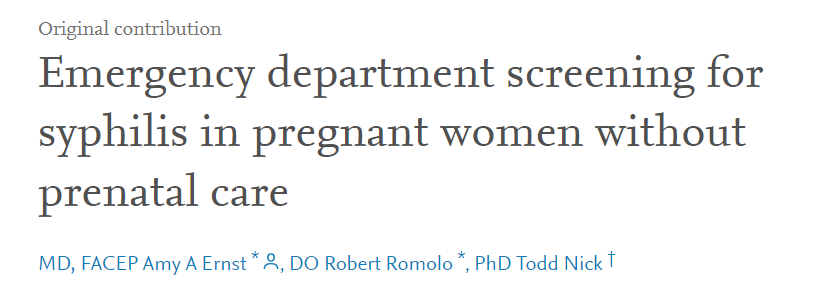 Original contribution
Emergency department screening for
syphilis in pregnant women without
prenatal care
MD, FACEP Amy A Ernst *, DO Robert Romolo *, PhD Todd Nick †